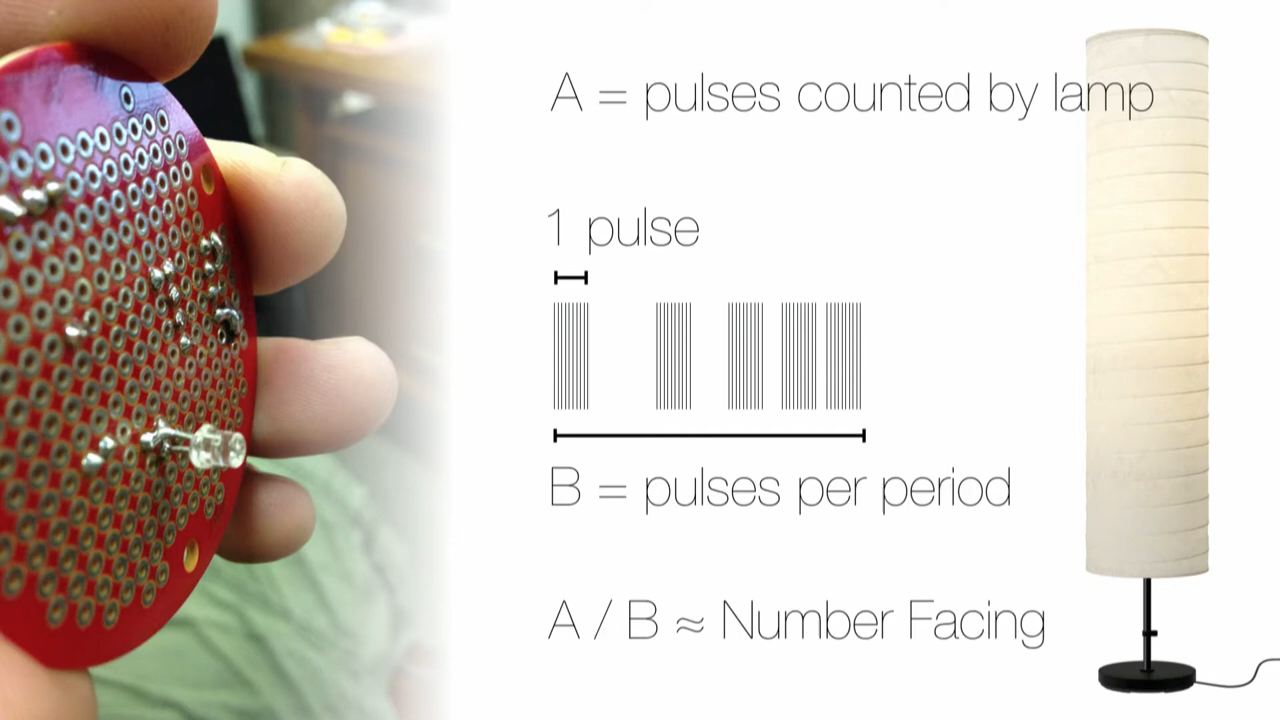 A = pulses counted by lamp
1 pulse
B = pulses per period
A / B ≈ Number Facing